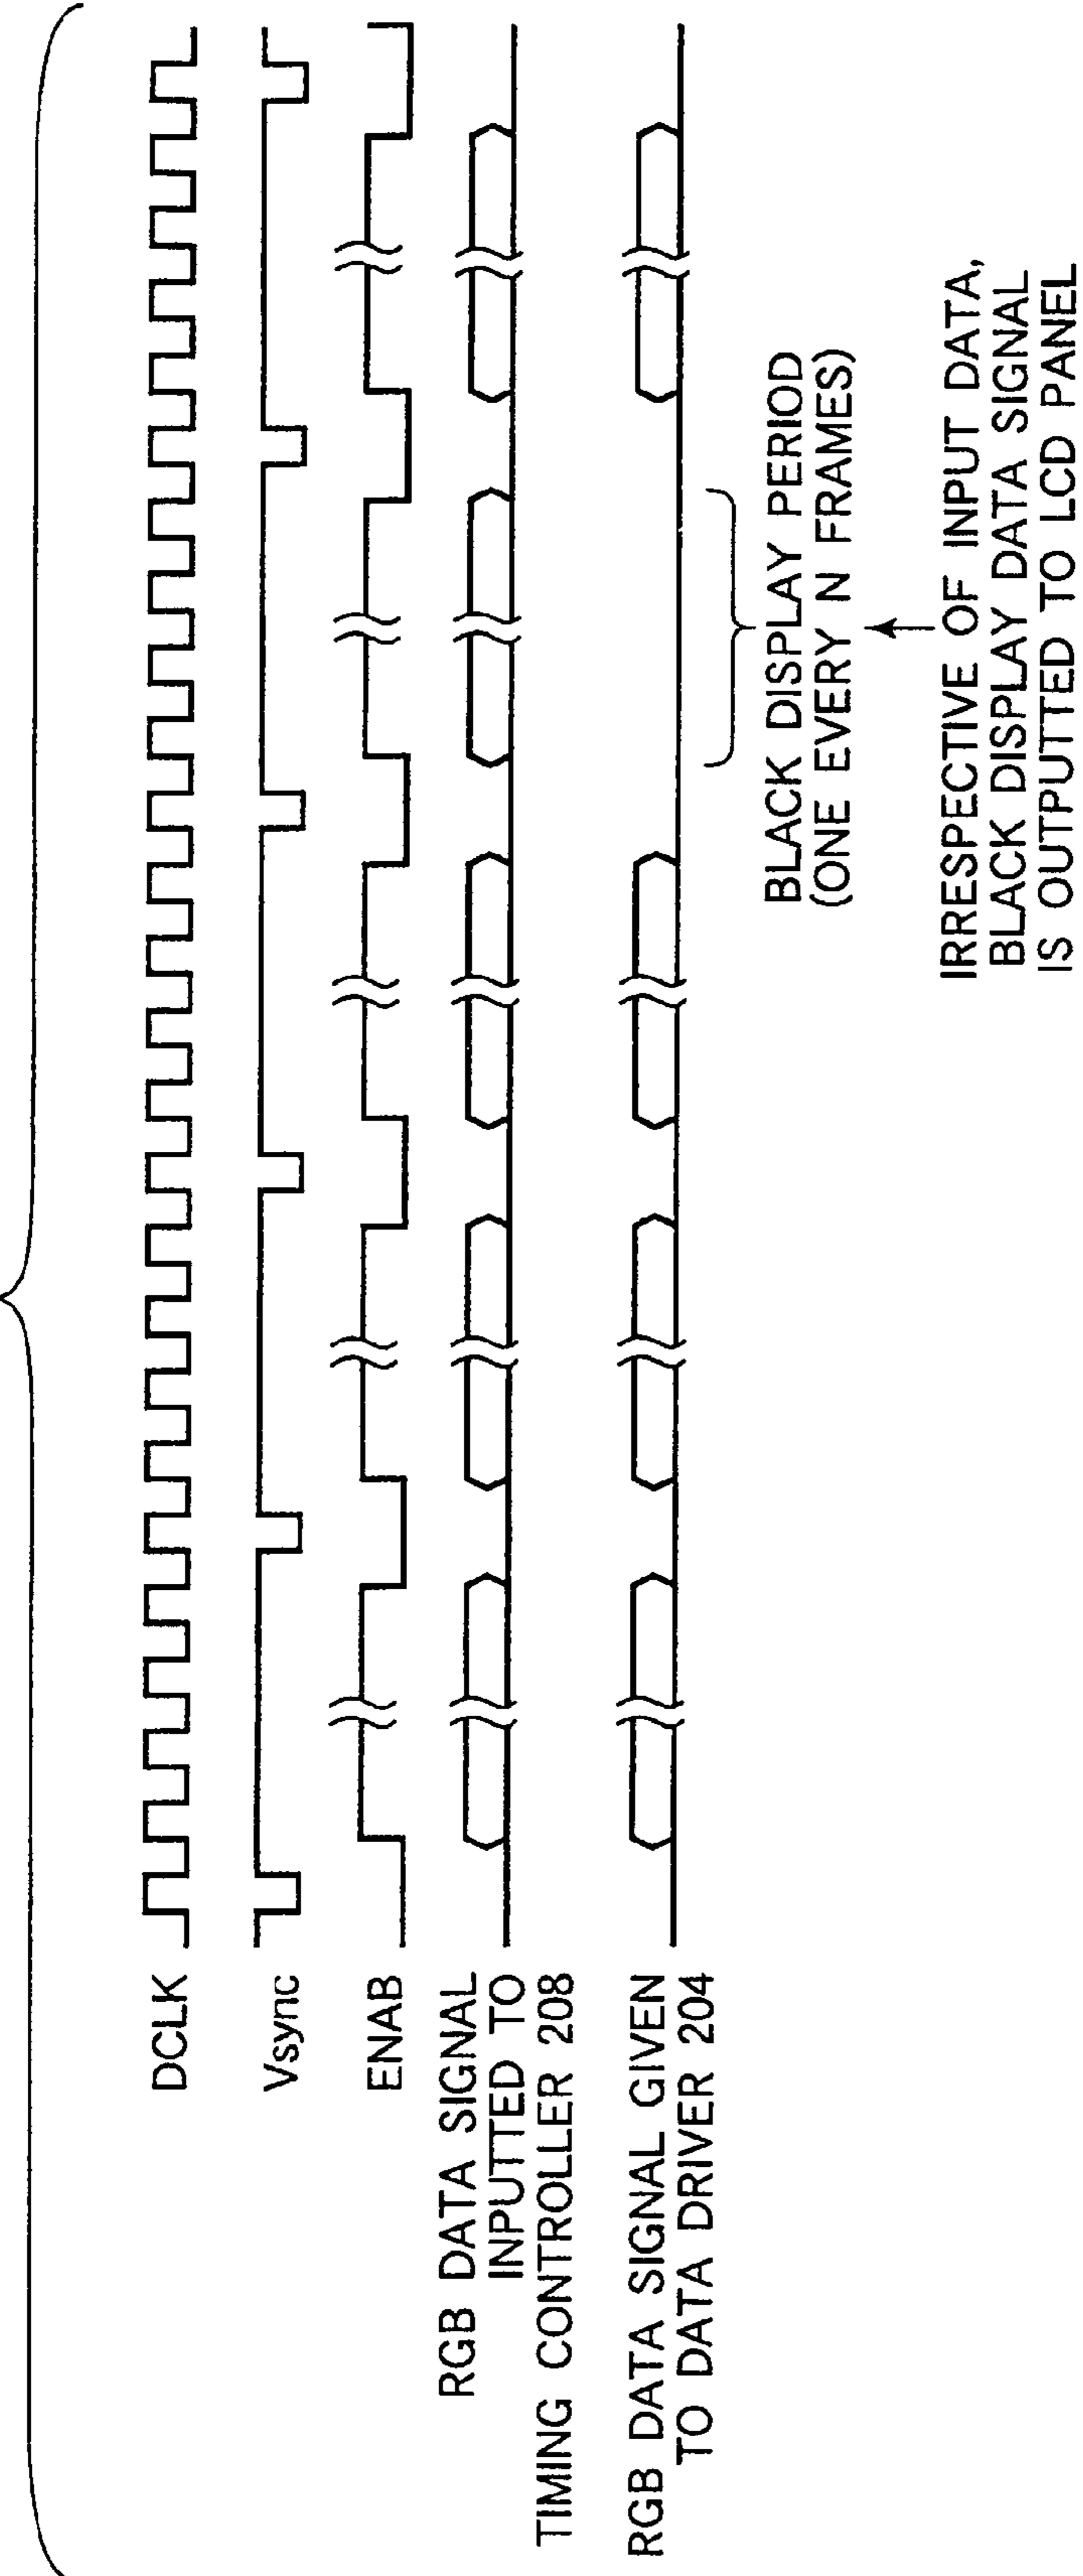 DCLK
Vsync
ENAB
RGB DATA SIGNAL
INPUTTED TO
TIMING CONTROLLER 208
RGB DATA SIGNAL GIVEN
TO DATA DRIVER 204
BLACK DISPLAY PERIOD
(ONE EVERY N FRAMES)
IRRESPECTIVE OF INPUT DATA,
BLACK DISPLAY DATA SIGNAL
IS OUTPUTTED TO LCD PANEL